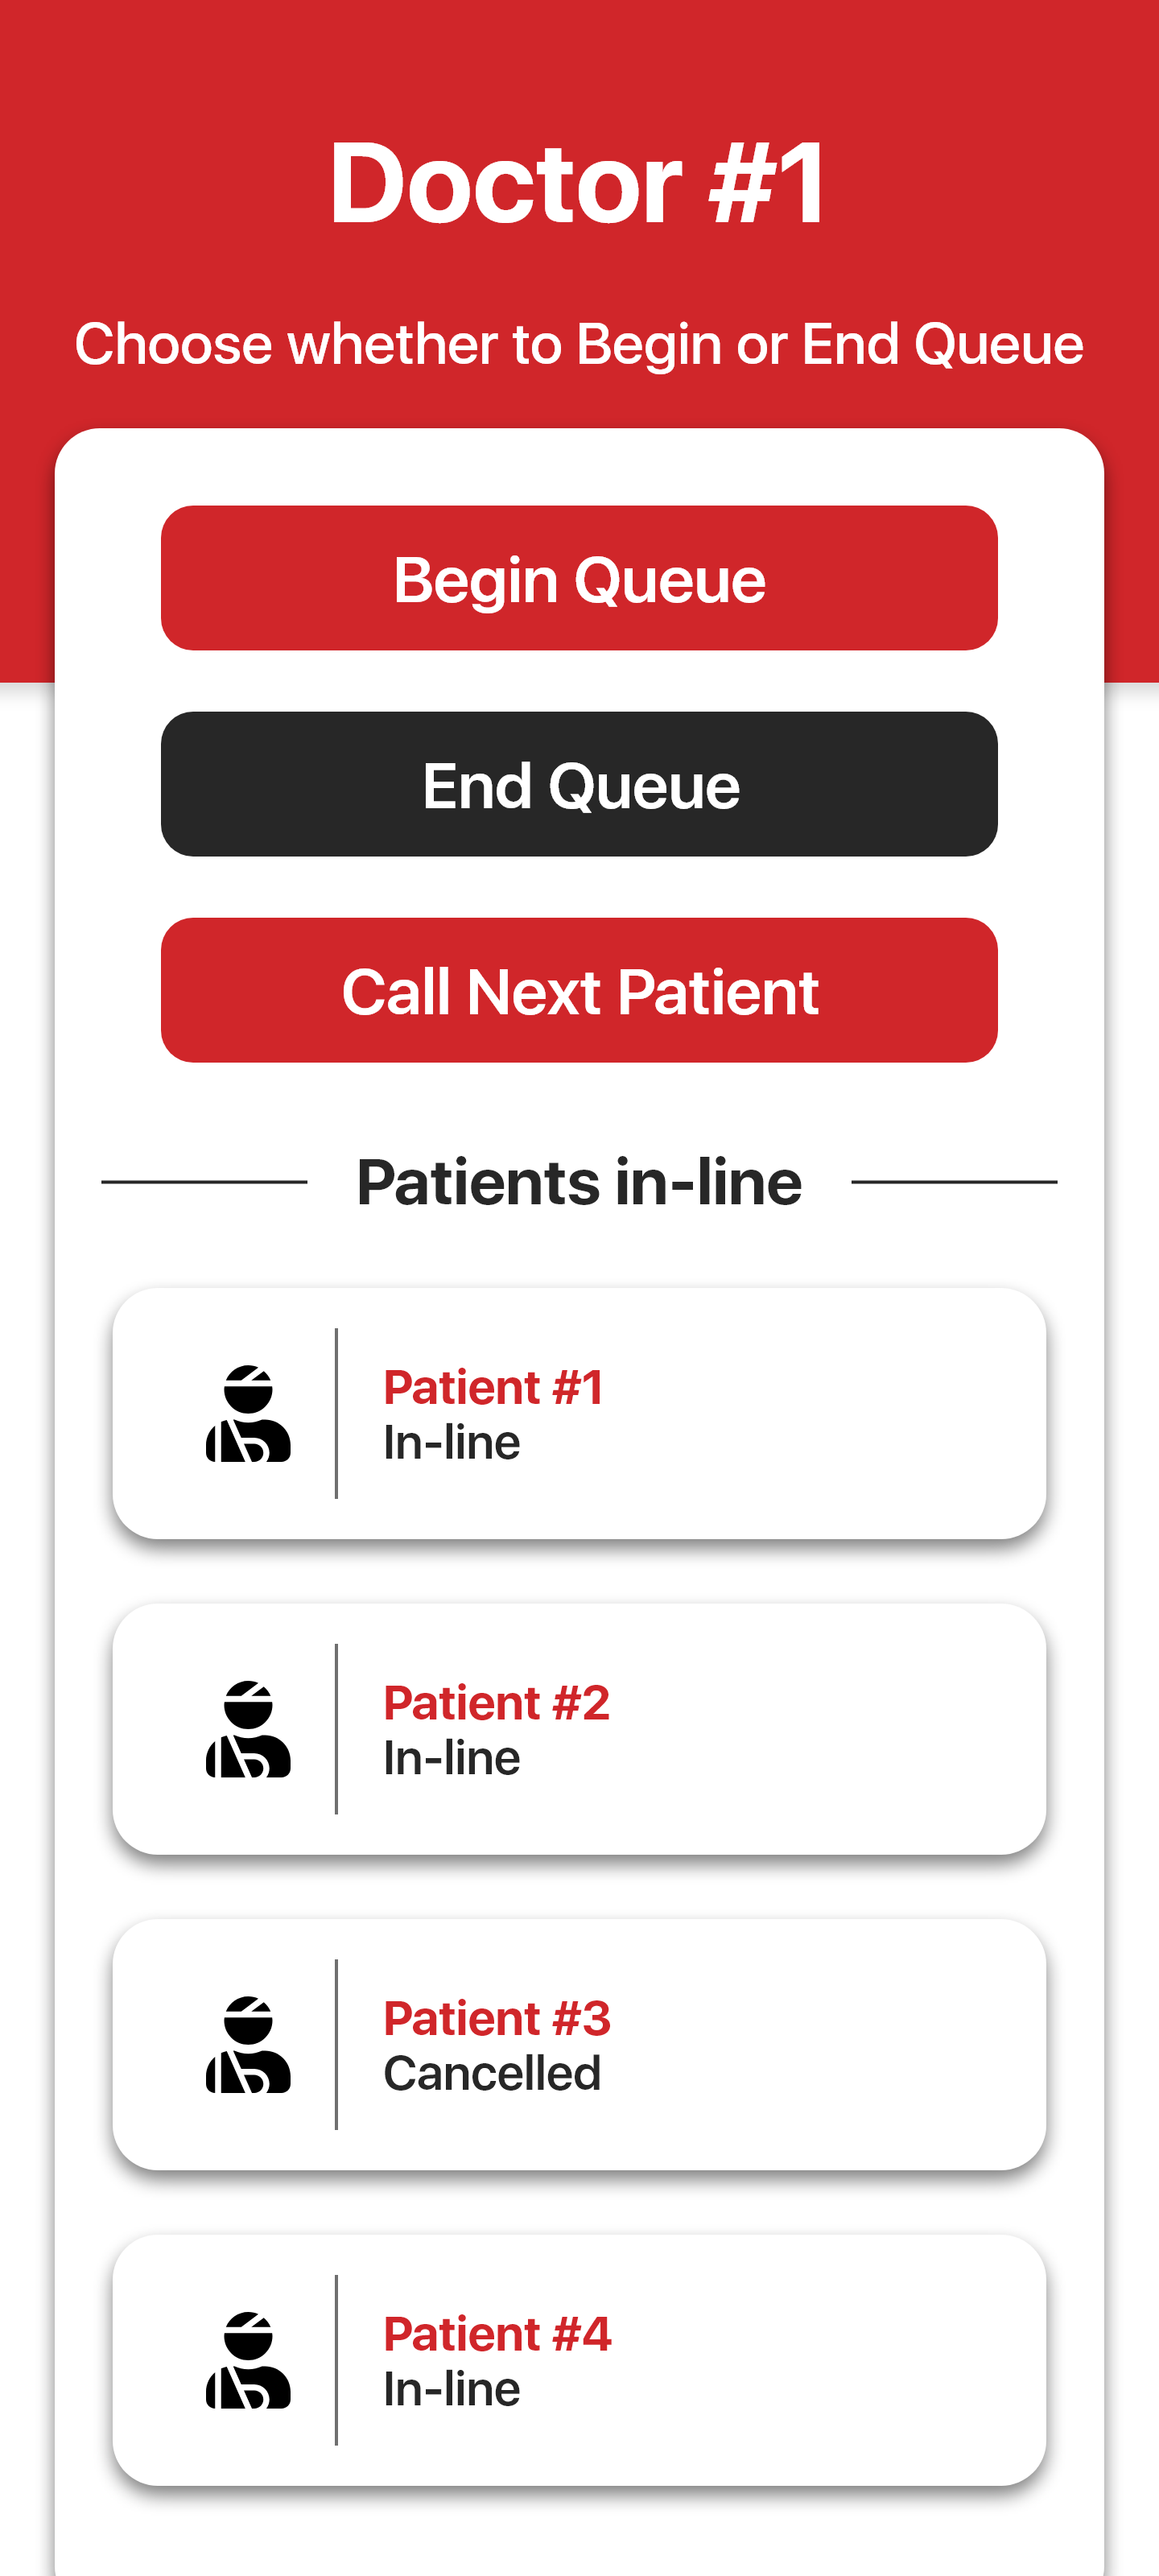 Doctor #1
Choose whether to Begin or End Queue
Begin Queue
End Queue
Call Next Patient
Patients in-line
Patient #1
In-line
Patient #2
In-line
Patient #3
Cancelled
Patient #4
In-line